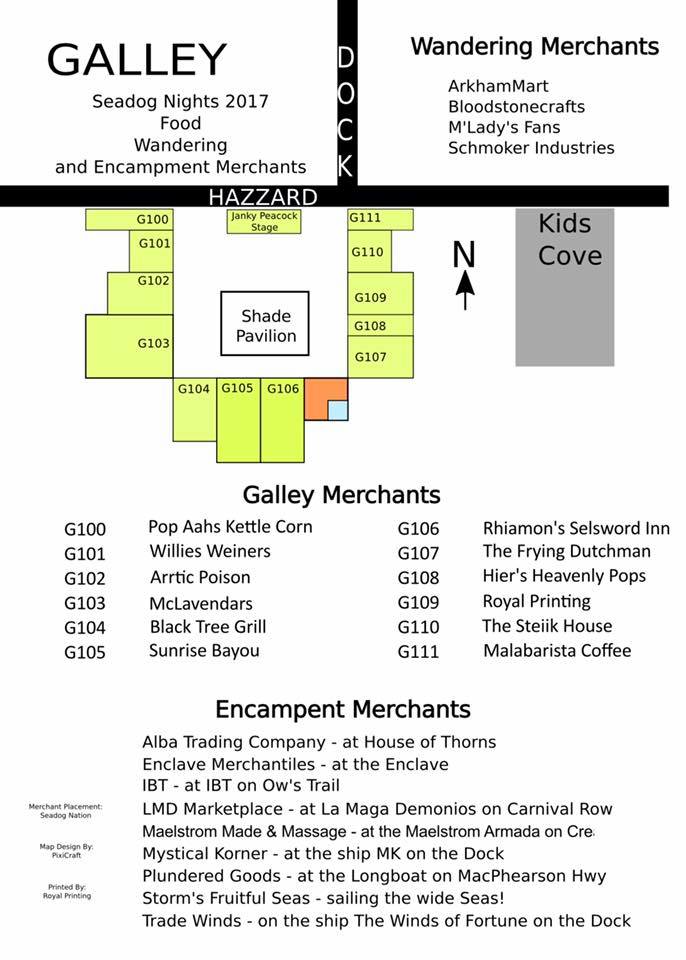 GALLEY
Seadog Nights 2017
Food
Wandering
and Encampment Merchants
DOCK
Wandering Merchants
ArkhamMart
Bloodstonecrafts
M'Lady's Fans
Schmoker Industries
HAZZARD
G100
Janky Peacock
Stage
G111
Kids
Cove
G101
G110
N
G102
G109
Shade
Pavilion
G108
G103
G107
G104
G105
G106
Galley Merchants
G100 Pop Aahs Kettle Corn
G101 Willies Weiners
G102 Arrtic Poison
G103 McLavendars
G104 Black Tree Grill
G105 Sunrise Bayou
G106 Rhiamon's Selsword Inn
G107 The Frying Dutchman
G108 Hier's Heavenly Pops
G109 Royal Printing
G110 The Steiik House
G111 Malabarista Coffee
Encampent Merchants
Alba Trading Company - at House of Thorns
Enclave Merchantiles - at the Enclave
IBT - at IBT on Ow's Trail
LMD Marketplace - at La Maga Demonios on Carnival Row
Maelstrom Made & Massage - at the Maelstrom Armada on Cre
Mystical Korner - at the ship MK on the Dock
Plundered Goods - at the Longboat on MacPhearson Hwy
Storm's Fruitful Seas - sailing the wide Seas!
Trade Winds - on the ship The Winds of Fortune on the Dock
Merchant Placement:
Seadog Nation
Map Design By:
PixiCraft
Printed By:
Royal Printing